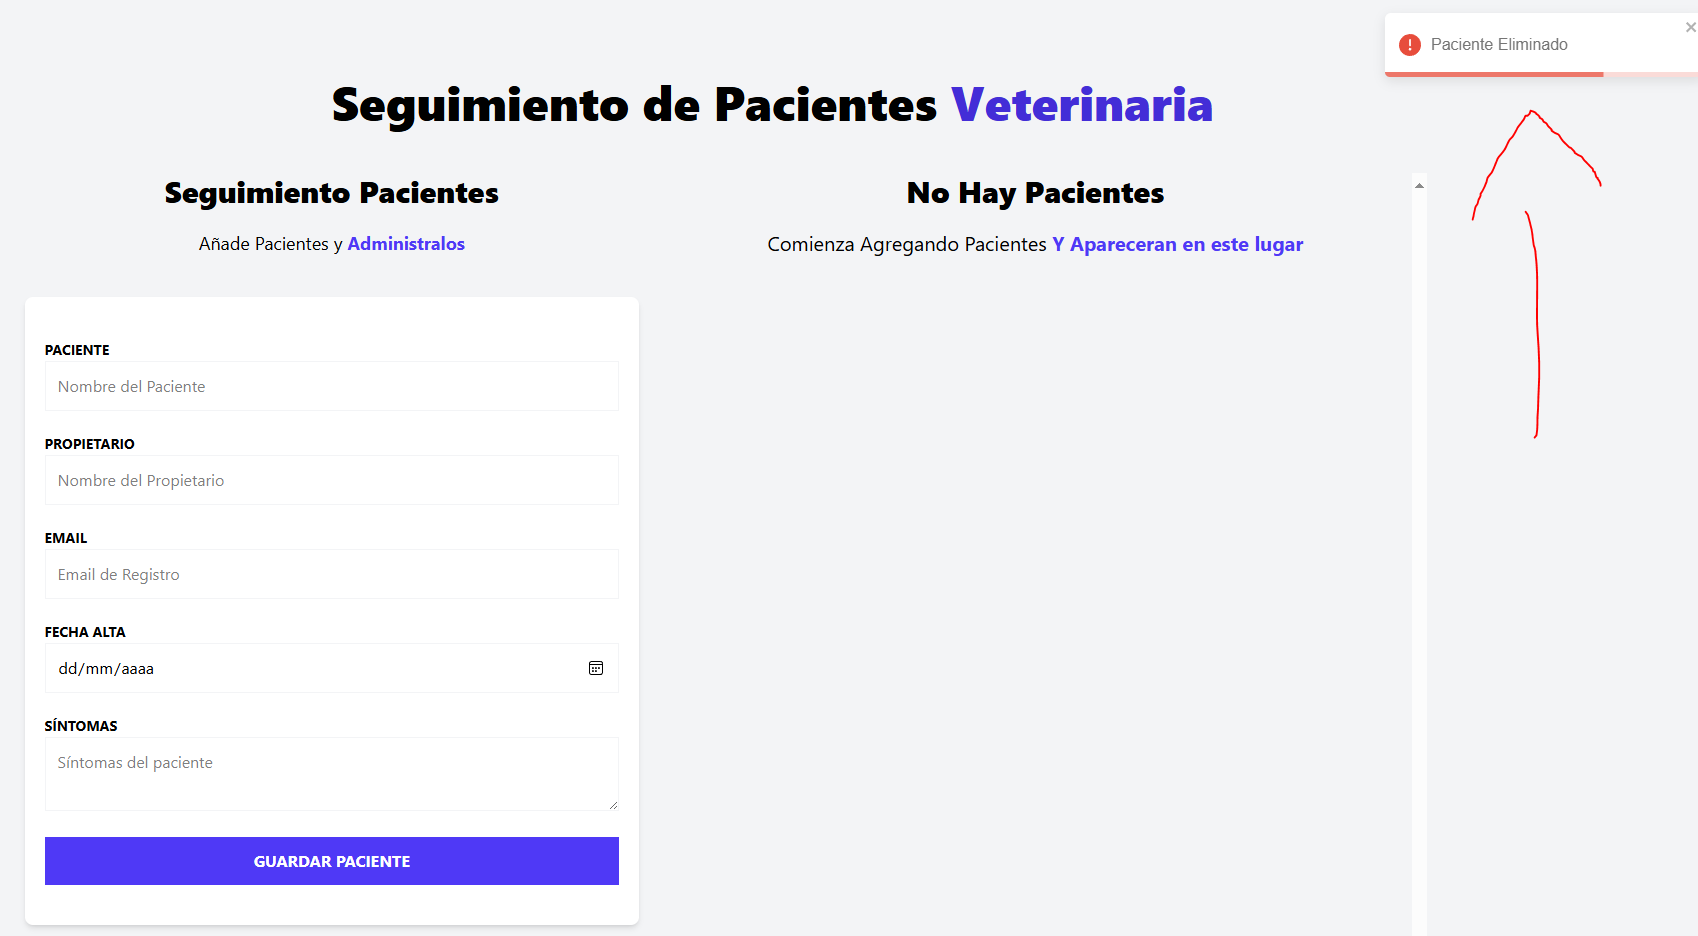 Paciente Eliminado
Seguimiento de Pacientes Veterinaria
Seguimiento Pacientes
Añade Pacientes y Administralos
No Hay Pacientes
Comienza Agregando Pacientes Y Apareceran en este lugar
PACIENTE
Nombre del Paciente
PROPIETARIO
Nombre del Propietario
EMAIL
Email de Registro
FECHA ALTA
dd/mm/aaaa
SÍNTOMAS
Síntomas del paciente
GUARDAR PACIENTE